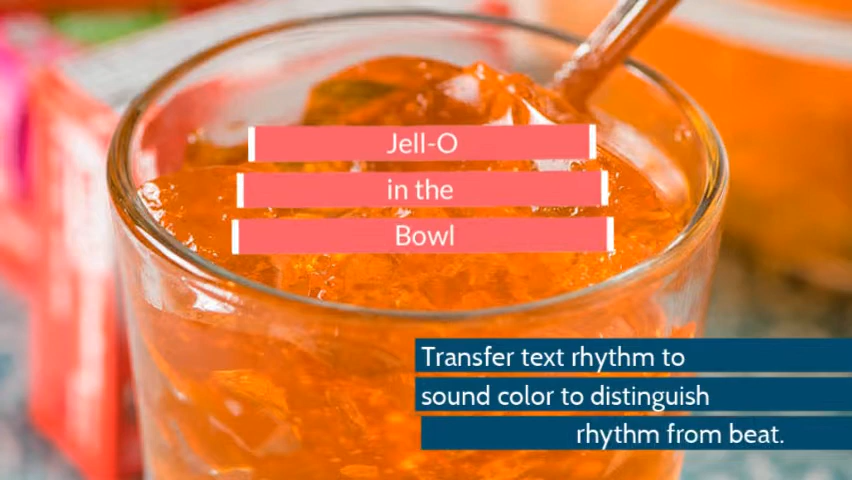 Jell-O
in the
Bowl
Transfer text rhythm to
sound color to distinguish
rhythm from beat.